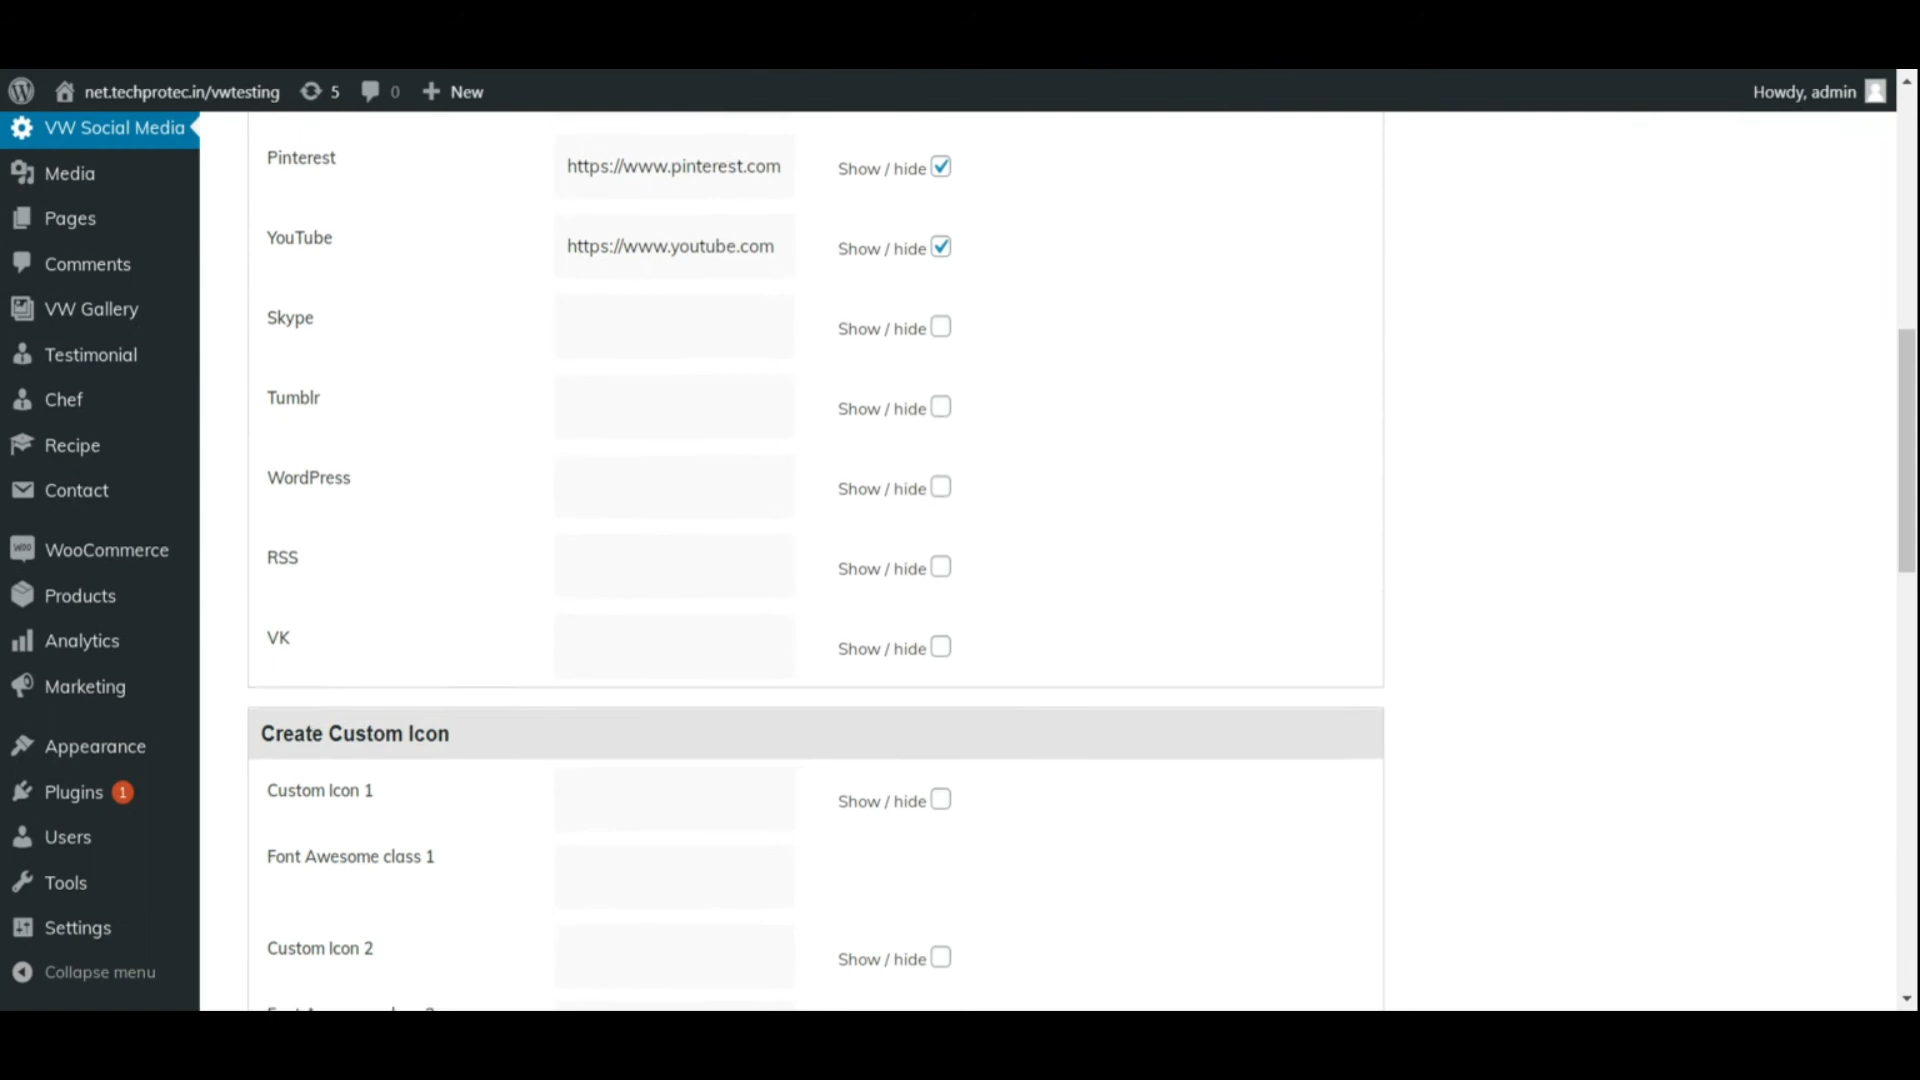 net.techprotec.in/vwtesting 5 0 New Howdy, admin
VW Social Media
Media
Pages
Comments
VW Gallery
Testimonial
Chef
Recipe
Contact
WooCommerce
Products
Analytics
Marketing
Appearance
Plugins 1
Users
Tools
Settings
Collapse menu
Pinterest https://www.pinterest.com Show / hide
YouTube https://www.youtube.com Show / hide
Skype Show / hide
Tumblr Show / hide
WordPress Show / hide
RSS Show / hide
VK Show / hide
Create Custom Icon
Custom Icon 1 Show / hide
Font Awesome class 1
Custom Icon 2 Show / hide